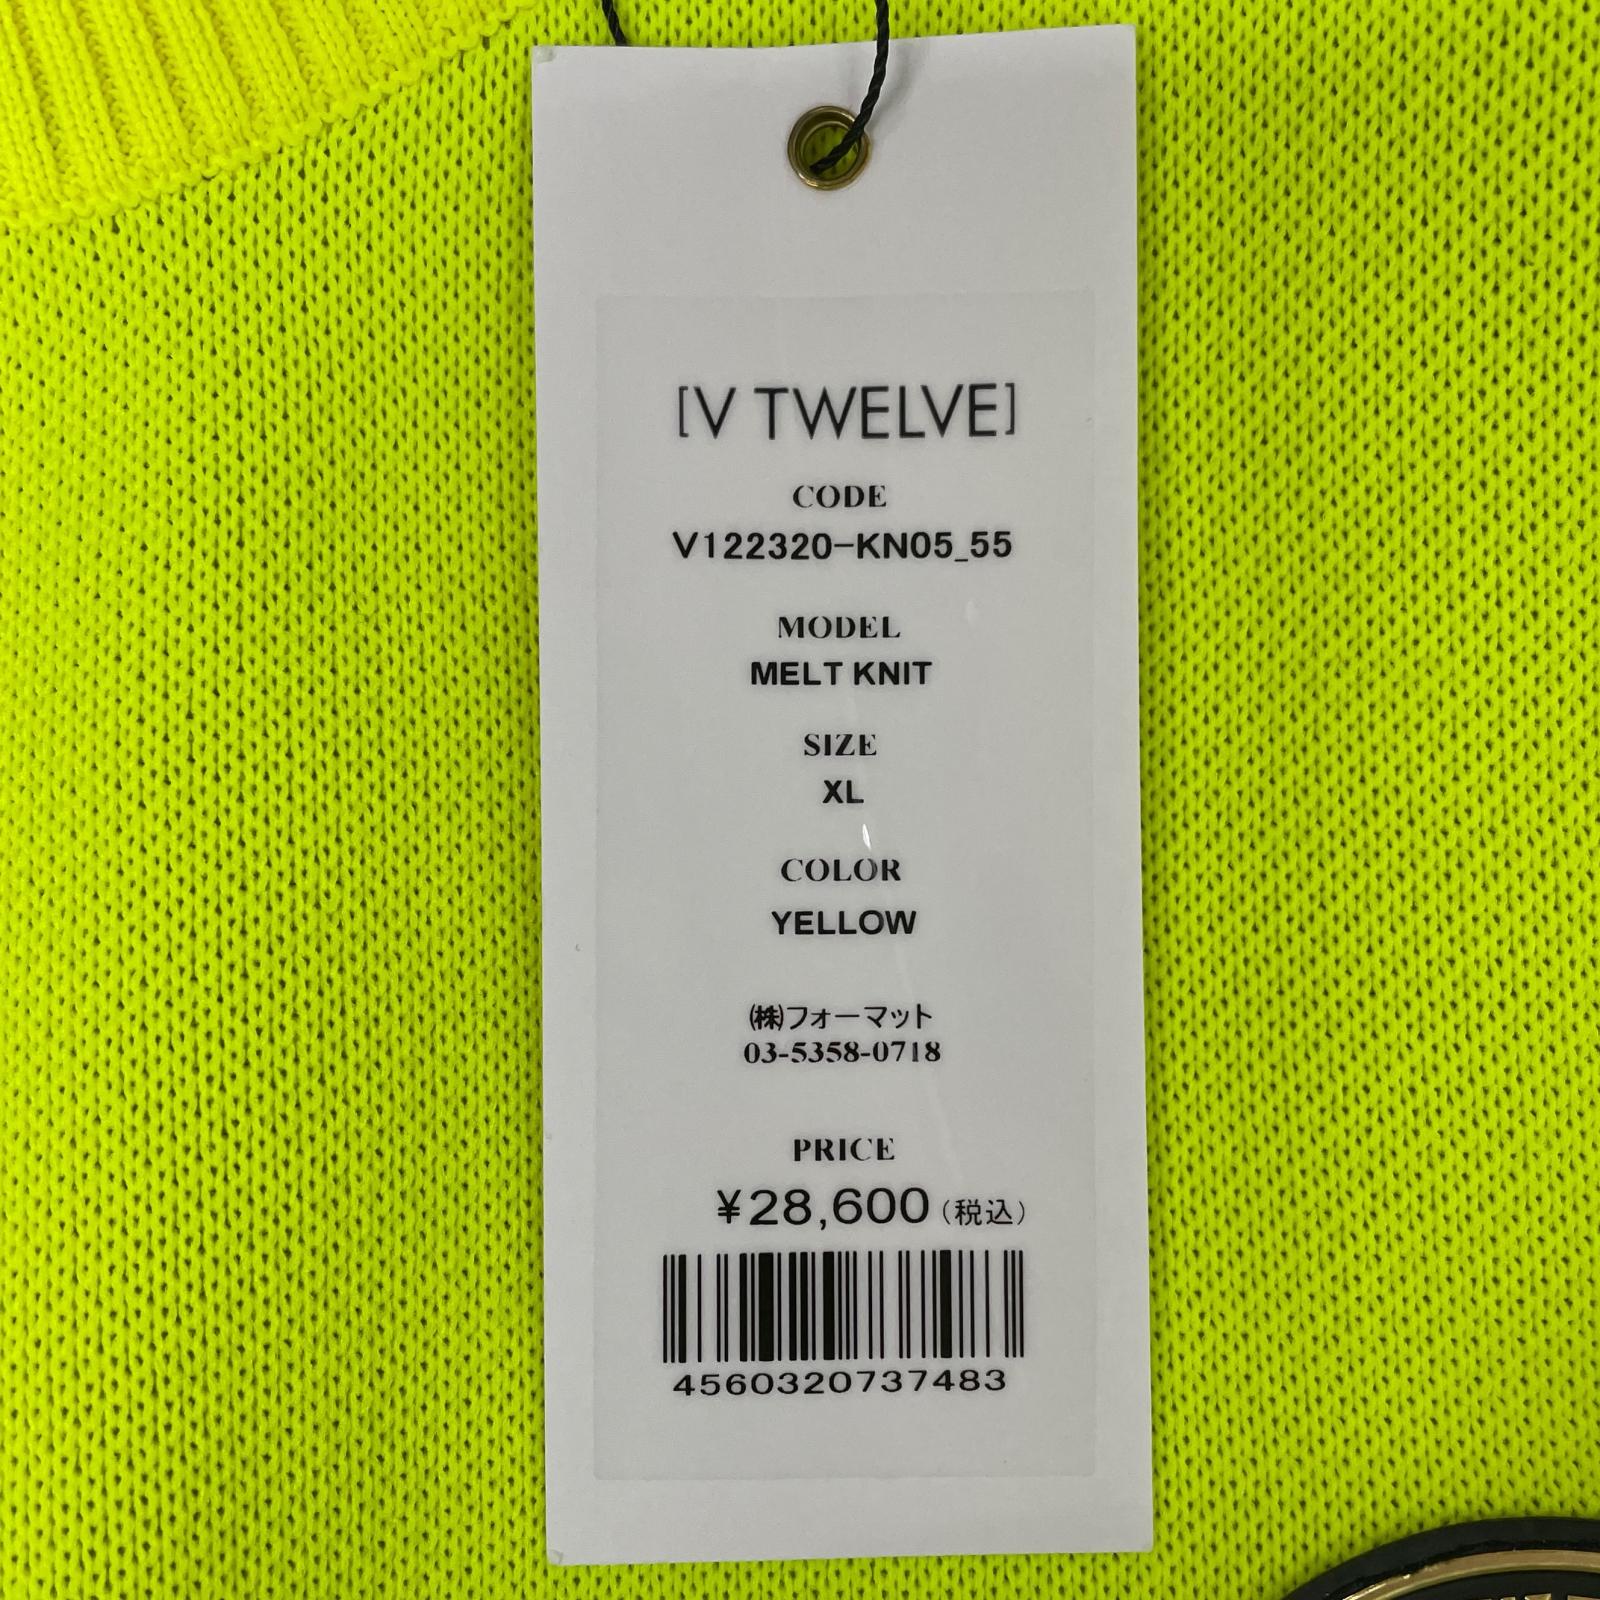 [V TWELVE]
CODE
V122320-KN05_55
MODEL
MELT KNIT
SIZE
XL
COLOR
YELLOW
㈱フォーマット
03-5358-0718
PRICE
¥28,600(税込)
4560320737483